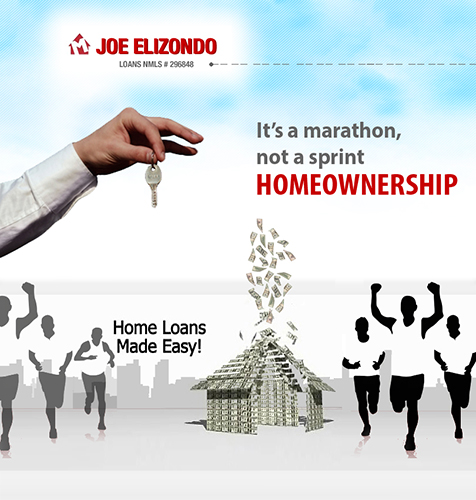 JOE ELIZONDO
LOANS NMLS # 296848
It's a marathon,
not a sprint
HOMEOWNERSHIP
Home Loans
Made Easy!